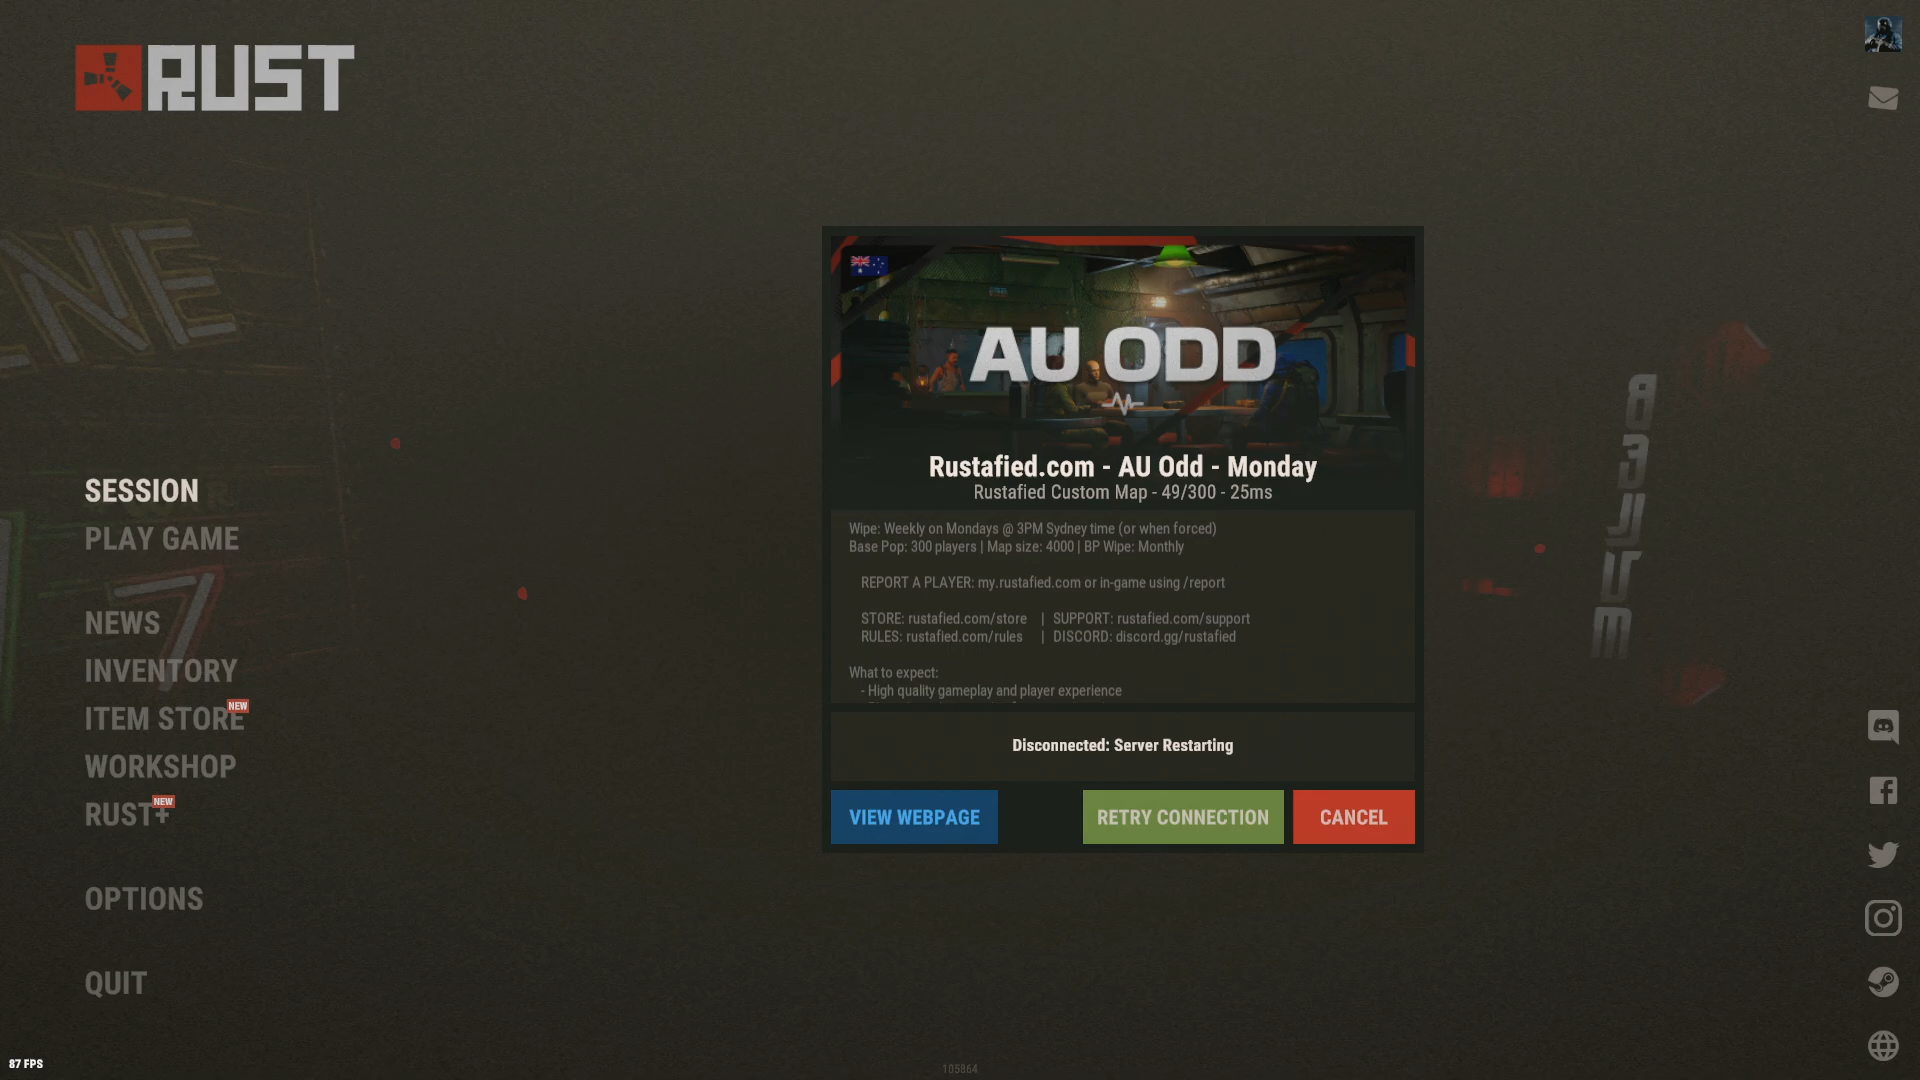 RUST
NE
SESSION
PLAY GAME
7
NEWS
INVENTORY
ITEM STORE
NEW
WORKSHOP
RUST+
NEW
OPTIONS
QUIT
87 FPS
AU ODD
Rustafied.com - AU Odd - Monday
Rustafied Custom Map - 49/300 - 25ms
Wipe: Weekly on Mondays @ 3PM Sydney time (or when forced)
Base Pop: 300 players | Map size: 4000 | BP Wipe: Monthly
REPORT A PLAYER: my.rustafied.com or in-game using /report
STORE: rustafied.com/store | SUPPORT: rustafied.com/support
RULES: rustafied.com/rules | DISCORD: discord.gg/rustafied
What to expect:
- High quality gameplay and player experience
Disconnected: Server Restarting
VIEW WEBPAGE
RETRY CONNECTION
CANCEL
105864